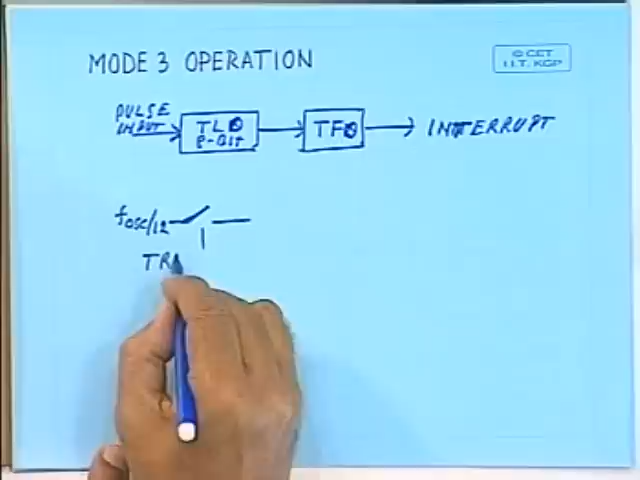 MODE 3 OPERATION
© CET
I.I.T. KGP
PULSE
INPUT
TL0
8-Bit
TF0
INTERRUPT
fosc/12
TR